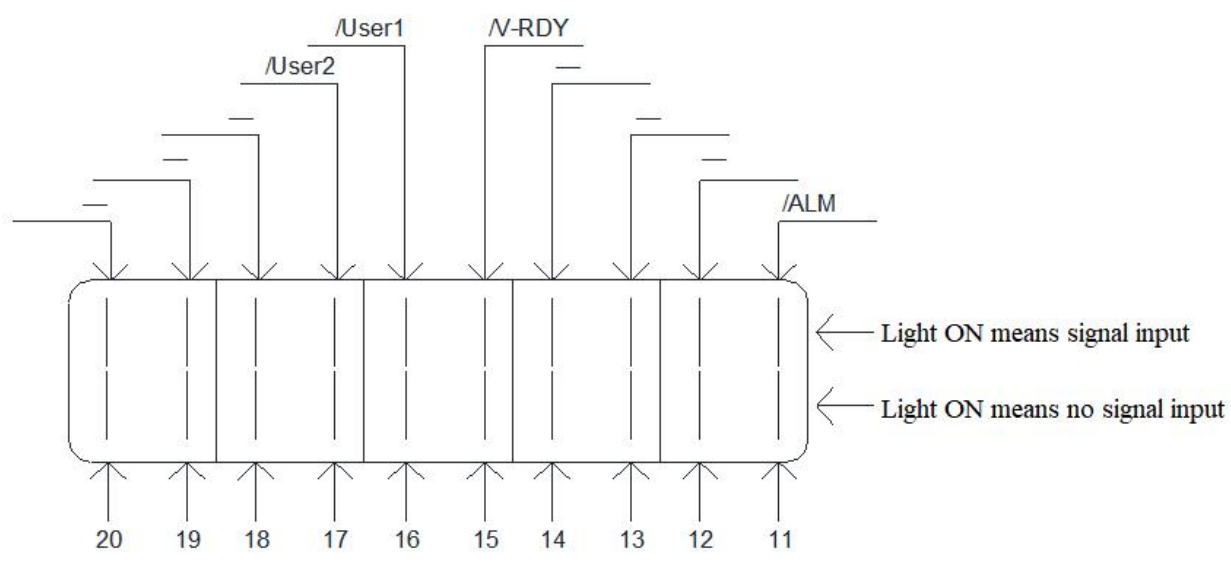 /User1 /V-RDY
/User2 —
— —
— —
— /ALM
Light ON means signal input
Light ON means no signal input
20 19 18 17 16 15 14 13 12 11